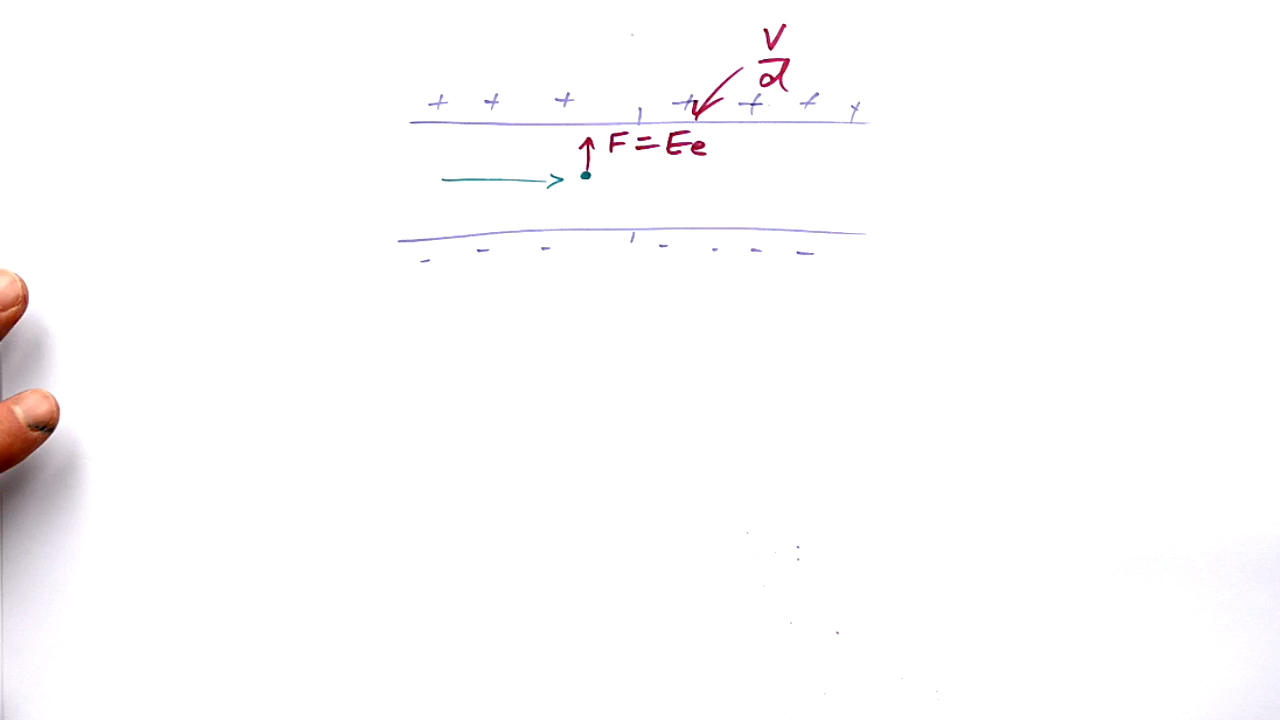 V
d
+ + + + + + +
F = Ee
- - - - - - -